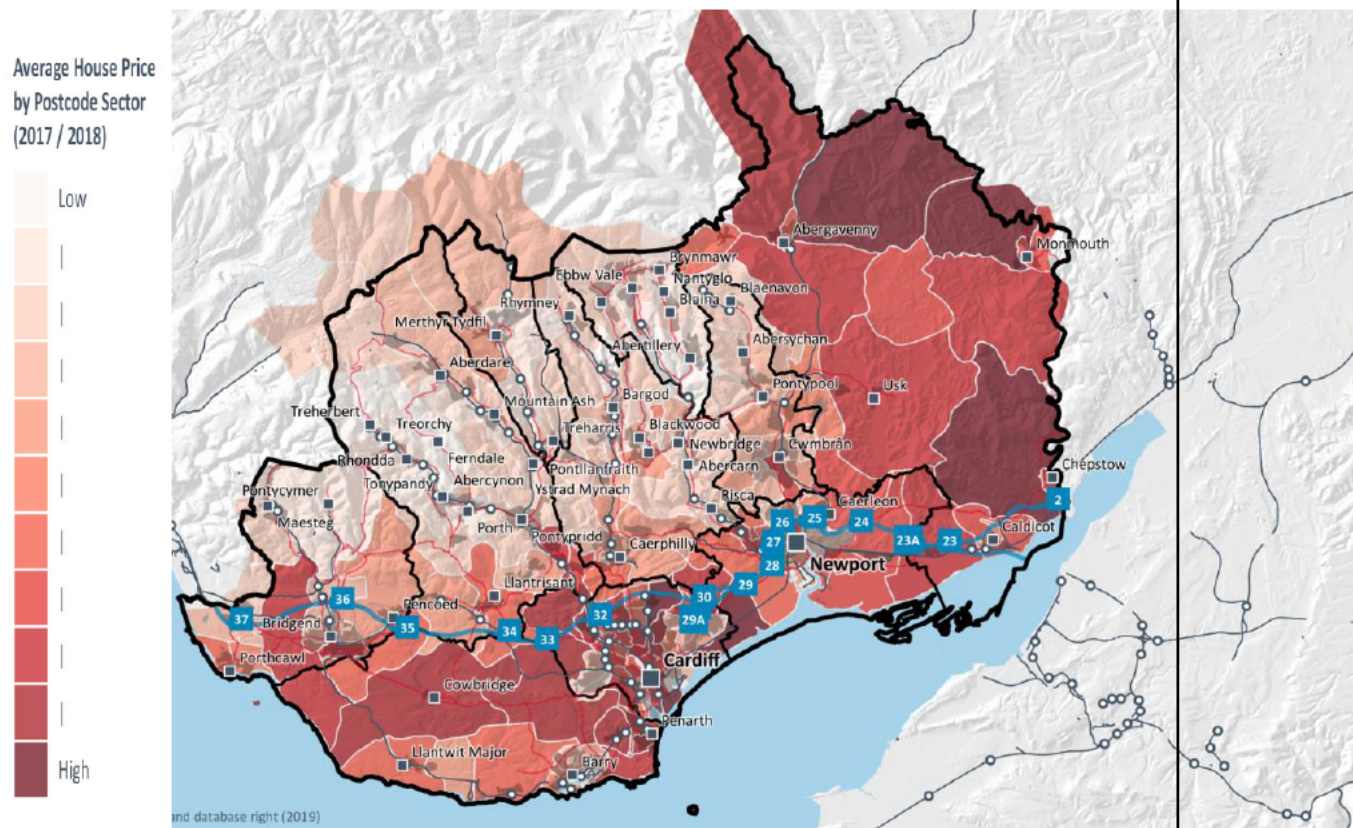 Average House Price
by Postcode Sector
(2017 / 2018)
Low
High
Abergavenny
Monmouth
Brynmawr
Ebbw Vale
Nantyglo
Blaenavon
Blaina
Rhymney
Merthyr Tydfil
Abertillery
Abersychan
Aberdare
Pontypool
Usk
Bargod
Mountain Ash
Treherbert
Treorchy
Treharris
Blackwood
Newbridge
Cwmbrân
Rhondda
Ferndale
Pontllanfraith
Abercarn
Chepstow
Tonypandy
Abercynon
Ystrad Mynach
Pontycymer
Risca
Caerleon
2
Maesteg
Porth
Pontypridd
26
25
24
Caldicot
23A
23
27
Caerphilly
Newport
28
Llantrisant
29
30
36
Pencoed
32
29A
37
Bridgend
35
34
33
Porthcawl
Cardiff
Cowbridge
Penarth
Llantwit Major
Barry
and database right (2019)